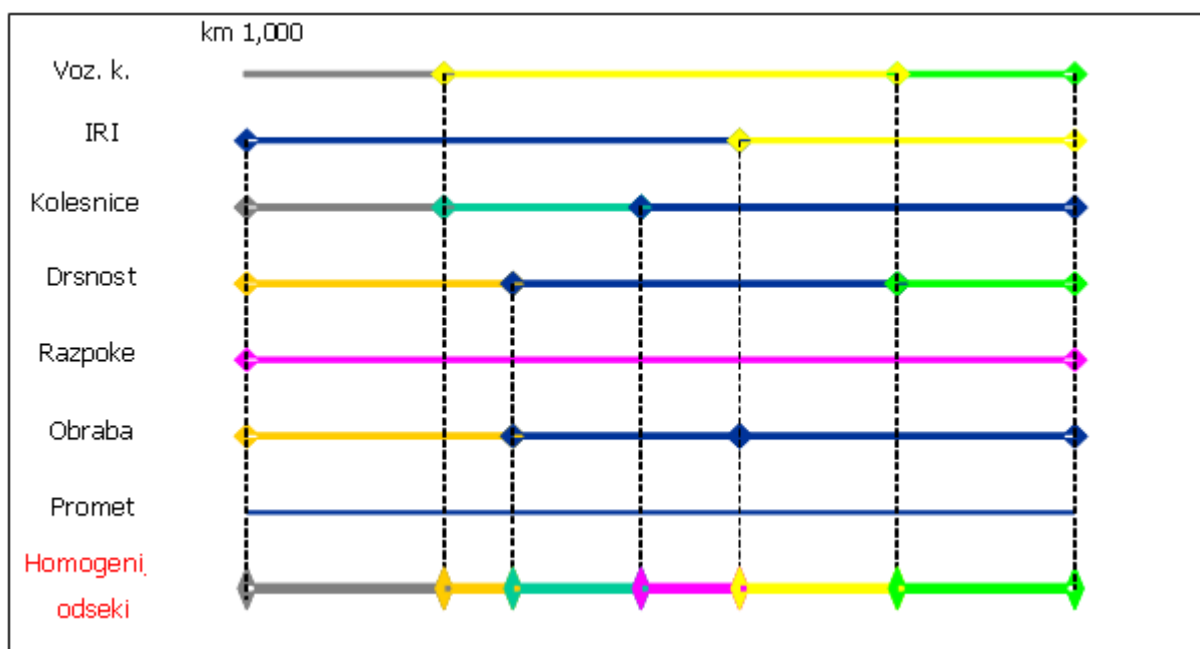 km 1,000
Voz. k.
IRI
Kolesnice
Drsnost
Razpoke
Obraba
Promet
Homogeni
odseki